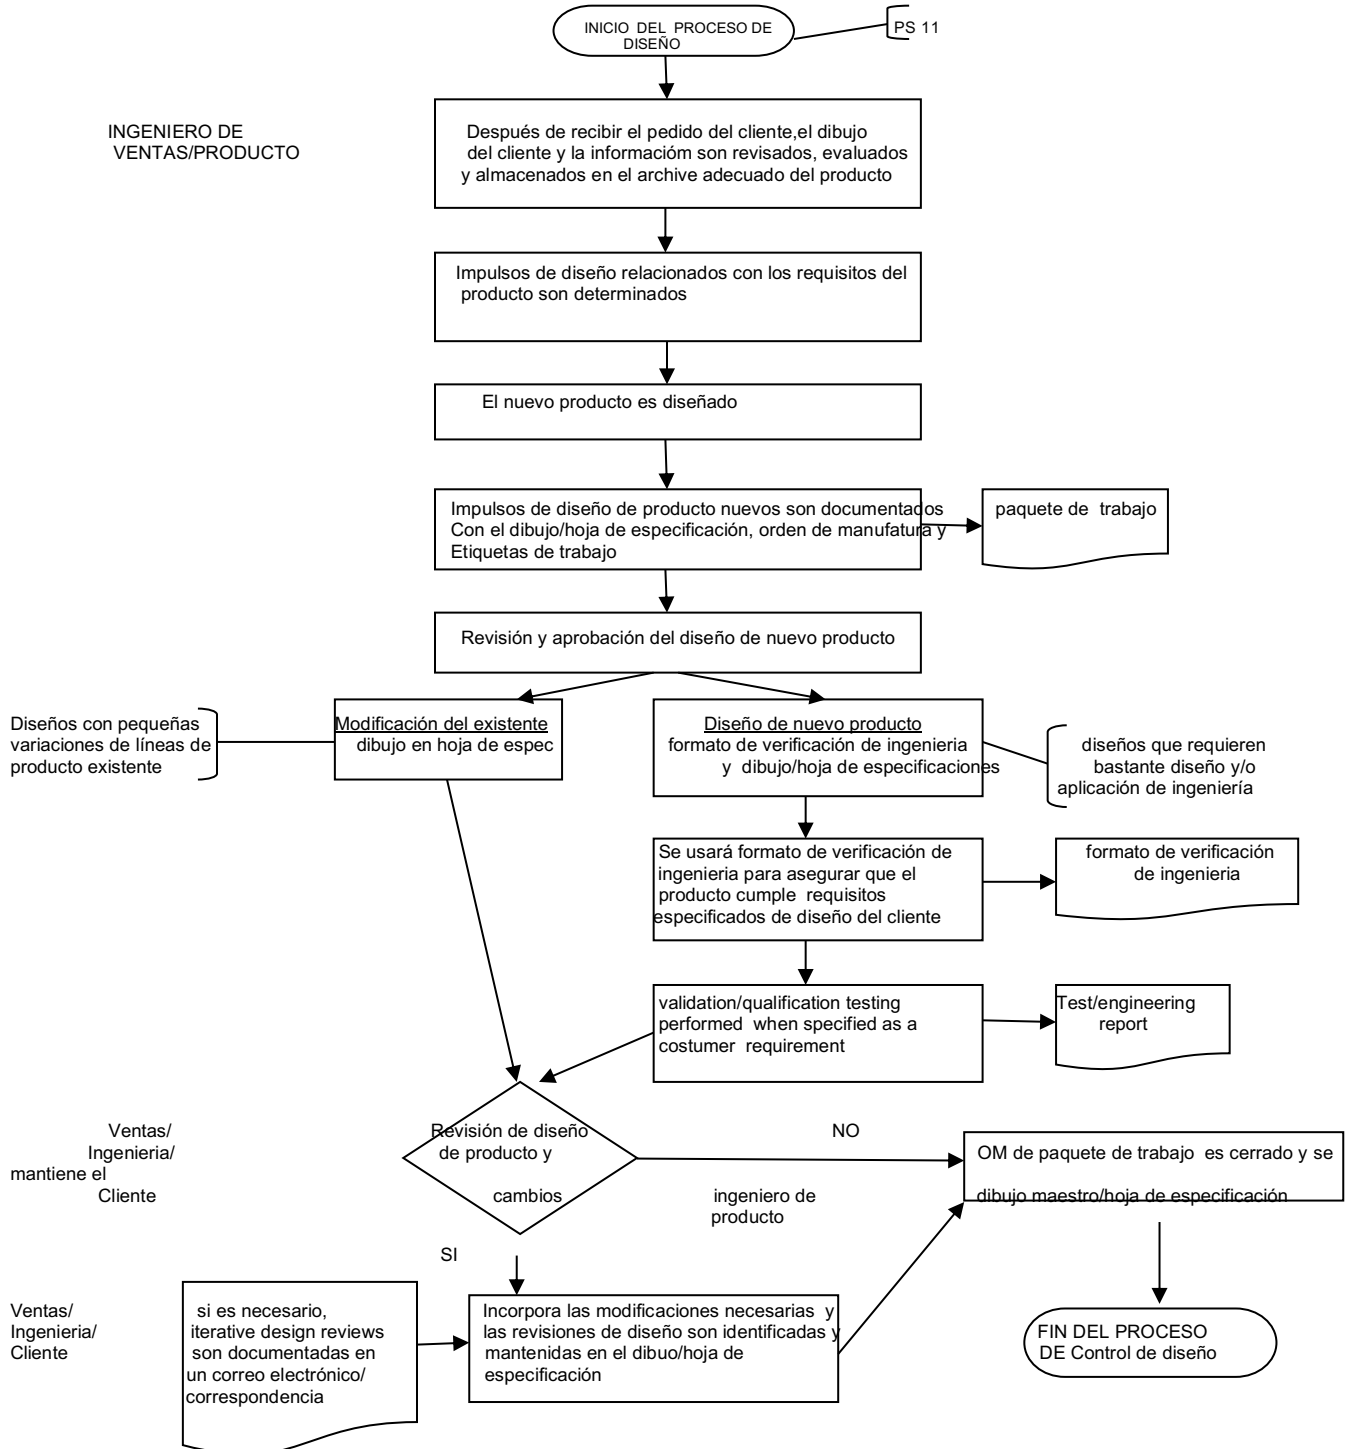 INICIO DEL PROCESO DE
DISEÑO
PS 11
INGENIERO DE
VENTAS/PRODUCTO
Después de recibir el pedido del cliente,el dibujo
del cliente y la informacióm son revisados, evaluados
y almacenados en el archive adecuado del producto
Impulsos de diseño relacionados con los requisitos del
producto son determinados
El nuevo producto es diseñado
Impulsos de diseño de producto nuevos son documentados
Con el dibujo/hoja de especificación, orden de manufatura y
Etiquetas de trabajo
paquete de trabajo
Revisión y aprobación del diseño de nuevo producto
Diseños con pequeñas
variaciones de líneas de
producto existente
Modificación del existente
dibujo en hoja de espec
Diseño de nuevo producto
formato de verificación de ingenieria
y dibujo/hoja de especificaciones
diseños que requieren
bastante diseño y/o
aplicación de ingeniería
Se usará formato de verificación de
ingenieria para asegurar que el
producto cumple requisitos
especificados de diseño del cliente
formato de verificación
de ingenieria
validation/qualification testing
performed when specified as a
costumer requirement
Test/engineering
report
Ventas/
Ingenieria/
mantiene el
Cliente
Revisión de diseño
de producto y
cambios
NO
ingeniero de
producto
OM de paquete de trabajo es cerrado y se
dibujo maestro/hoja de especificación
SI
Ventas/
Ingenieria/
Cliente
si es necesario,
iterative design reviews
son documentadas en
un correo electrónico/
correspondencia
Incorpora las modificaciones necesarias y
las revisiones de diseño son identificadas y
mantenidas en el dibuo/hoja de
especificación
FIN DEL PROCESO
DE Control de diseño